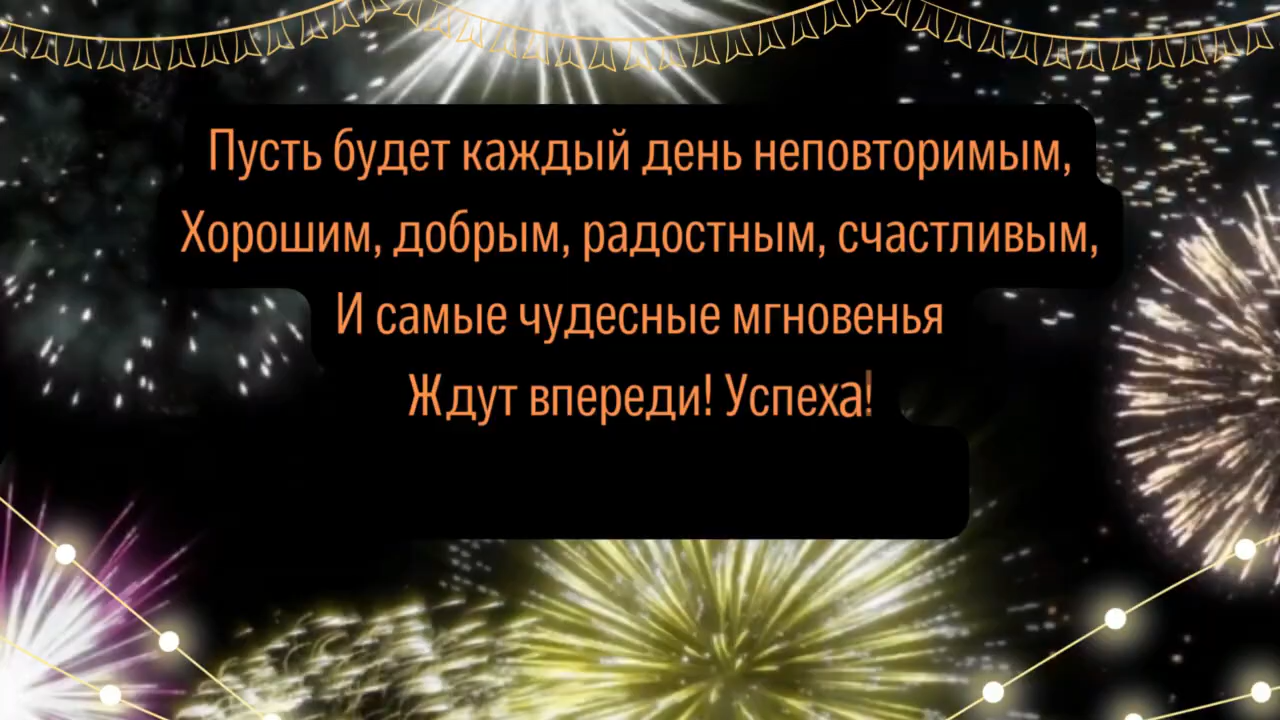 Пусть будет каждый день неповторимым,
Хорошим, добрым, радостным, счастливым,
И самые чудесные мгновенья
Ждут впереди! Успеха!